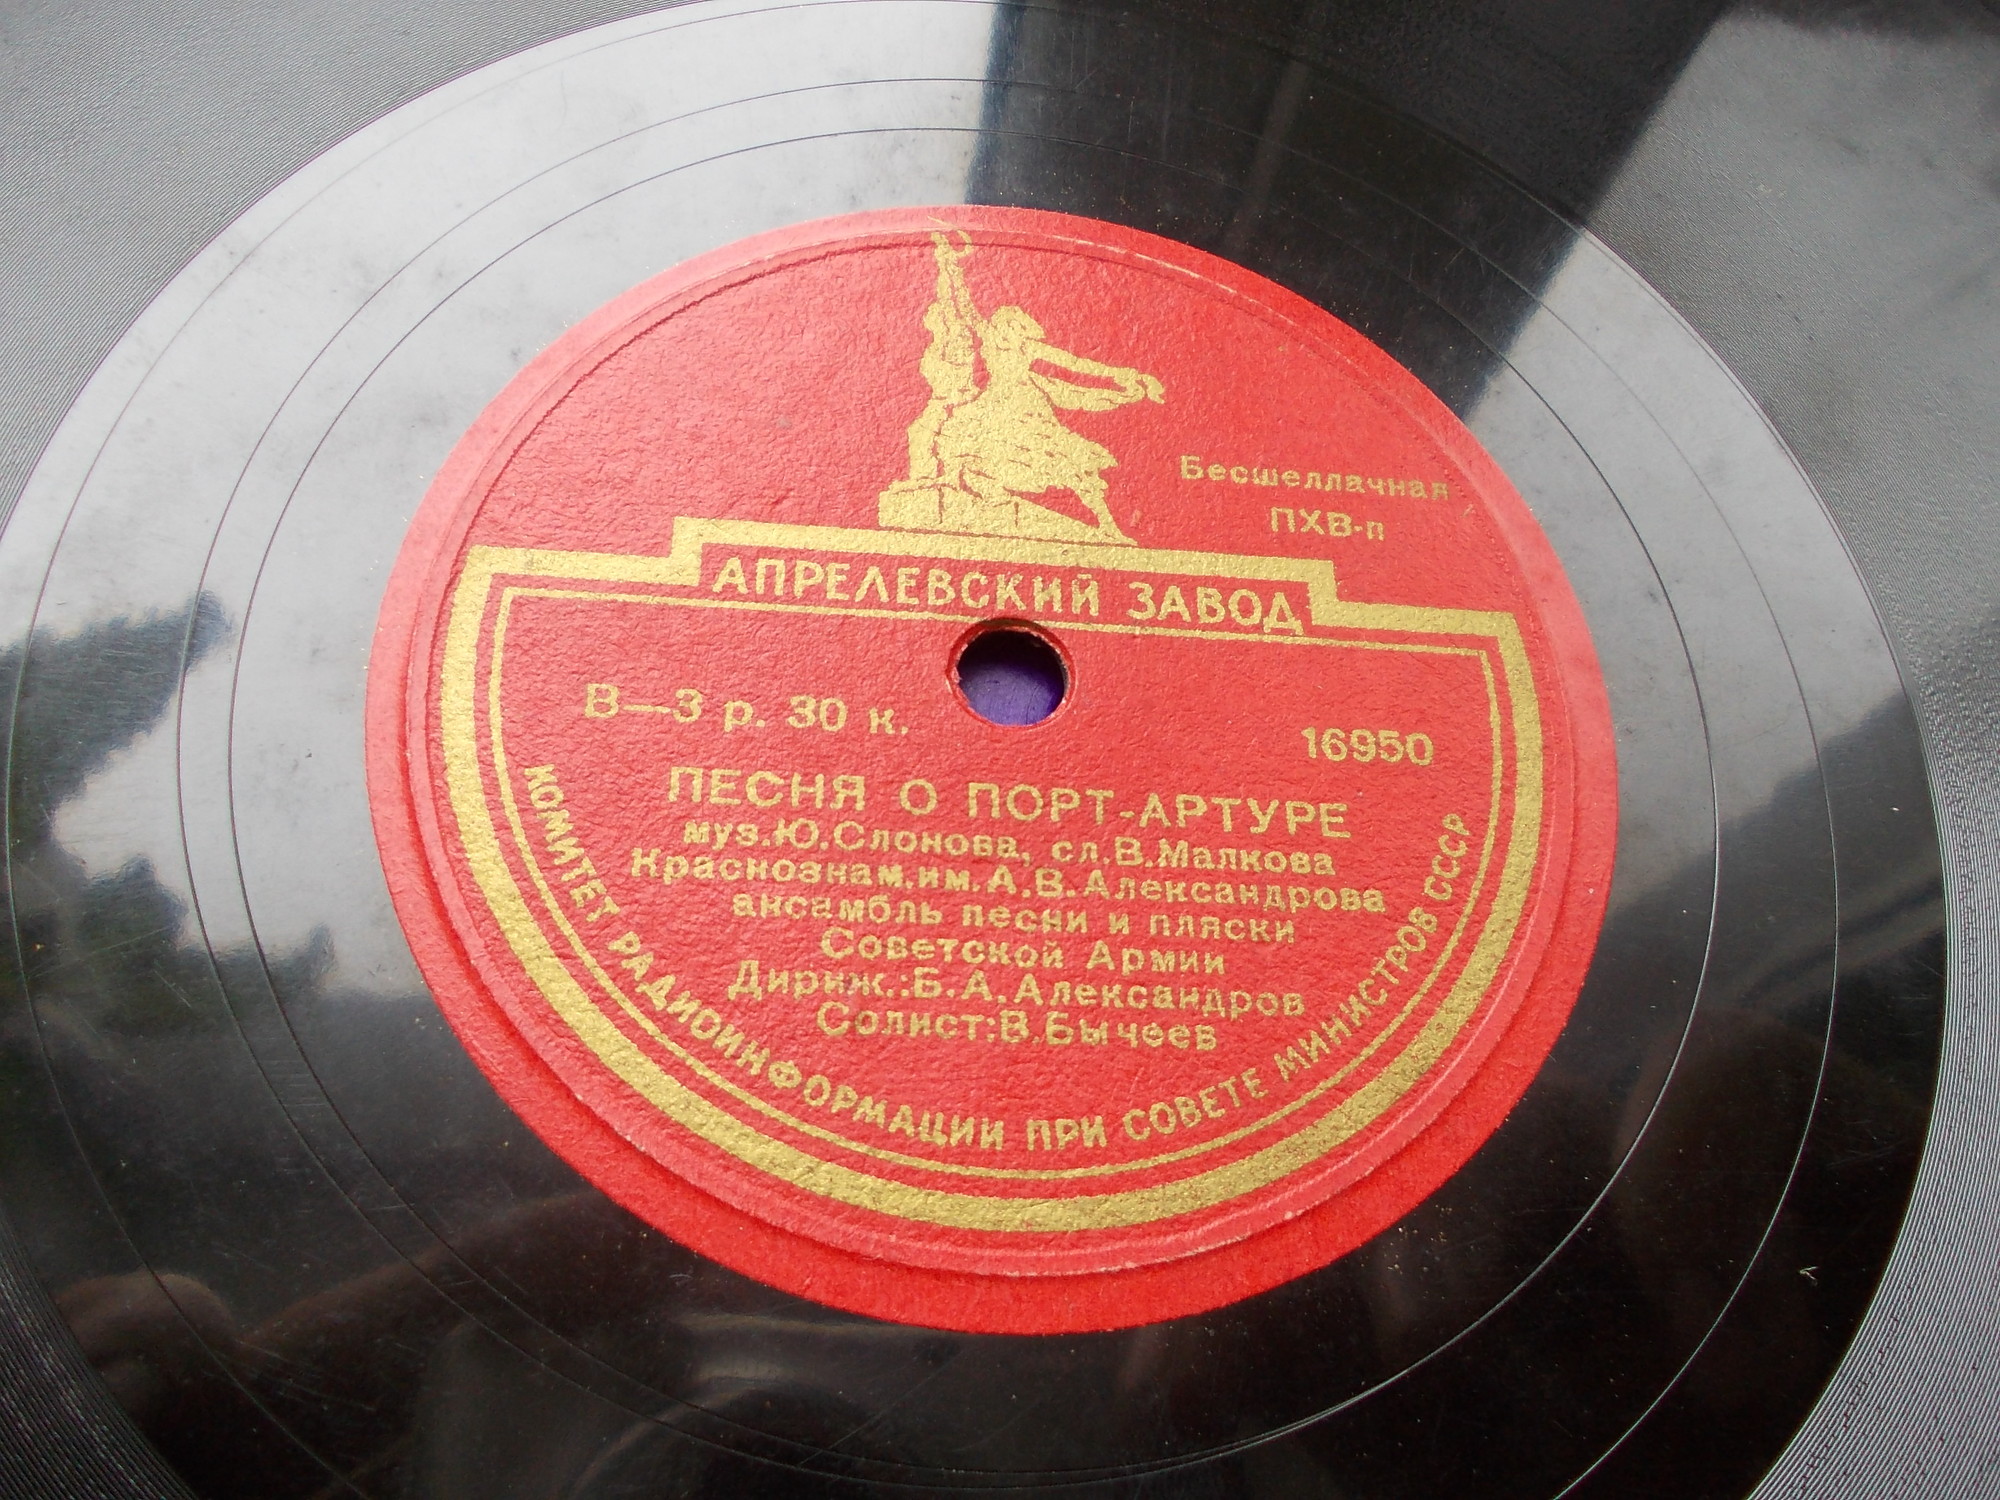 Бесшеллачная
ПХВ-п
АПРЕЛЕВСКИЙ ЗАВОД
В—3 р. 30 к.
16950
ПЕСНЯ О ПОРТ-АРТУРЕ
муз.Ю.Слонова, сл.В.Малкова
Краснознам.им.А.В.Александрова
ансамбль песни и пляски
Советской Армии
Дириж.:Б.А.Александров
Солист:В.Бычеев
КОМИТЕТ РАДИОИНФОРМАЦИИ ПРИ СОВЕТЕ МИНИСТРОВ СССР